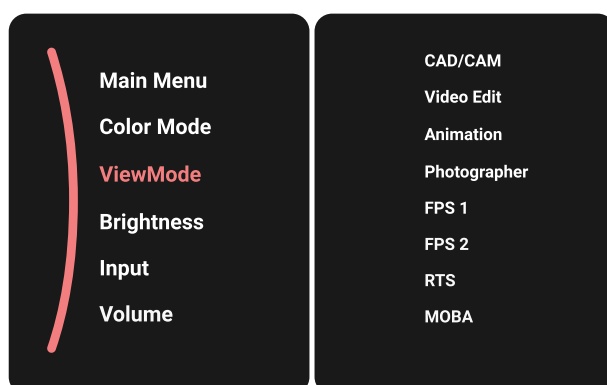 Main Menu
Color Mode
ViewMode
Brightness
Input
Volume
CAD/CAM
Video Edit
Animation
Photographer
FPS 1
FPS 2
RTS
MOBA